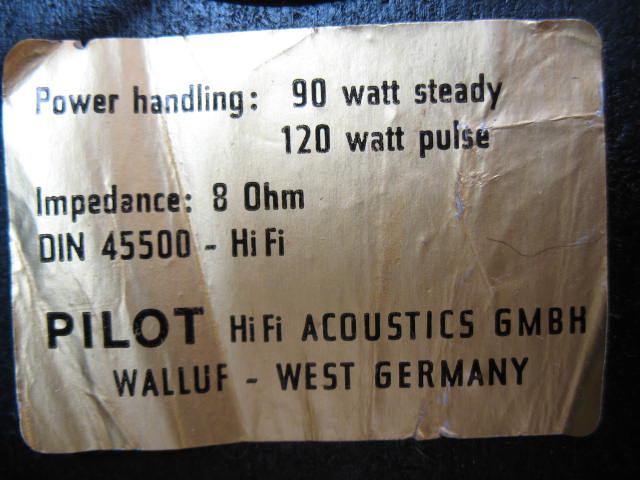 Power handling: 90 watt steady
120 watt pulse
Impedance: 8 Ohm
DIN 45500 - HiFi
PILOT HiFi ACOUSTICS GMBH
WALLUF - WEST GERMANY